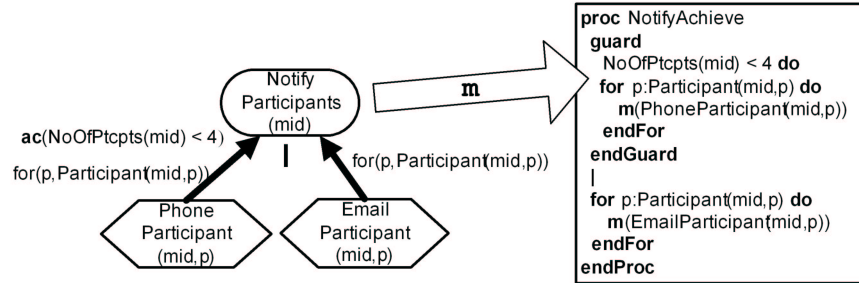 Notify
Participants
(mid)
ac(NoOfPtcpts(mid) < 4)
for(p,Participant(mid,p))
|
for(p,Participant(mid,p))
Phone
Participant
(mid,p)
Email
Participant
(mid,p)
m
proc NotifyAchieve
guard
NoOfPtcpts(mid) < 4 do
for p:Participant(mid,p) do
m(PhoneParticipant(mid,p))
endFor
endGuard
|
for p:Participant(mid,p) do
m(EmailParticipant(mid,p))
endFor
endProc